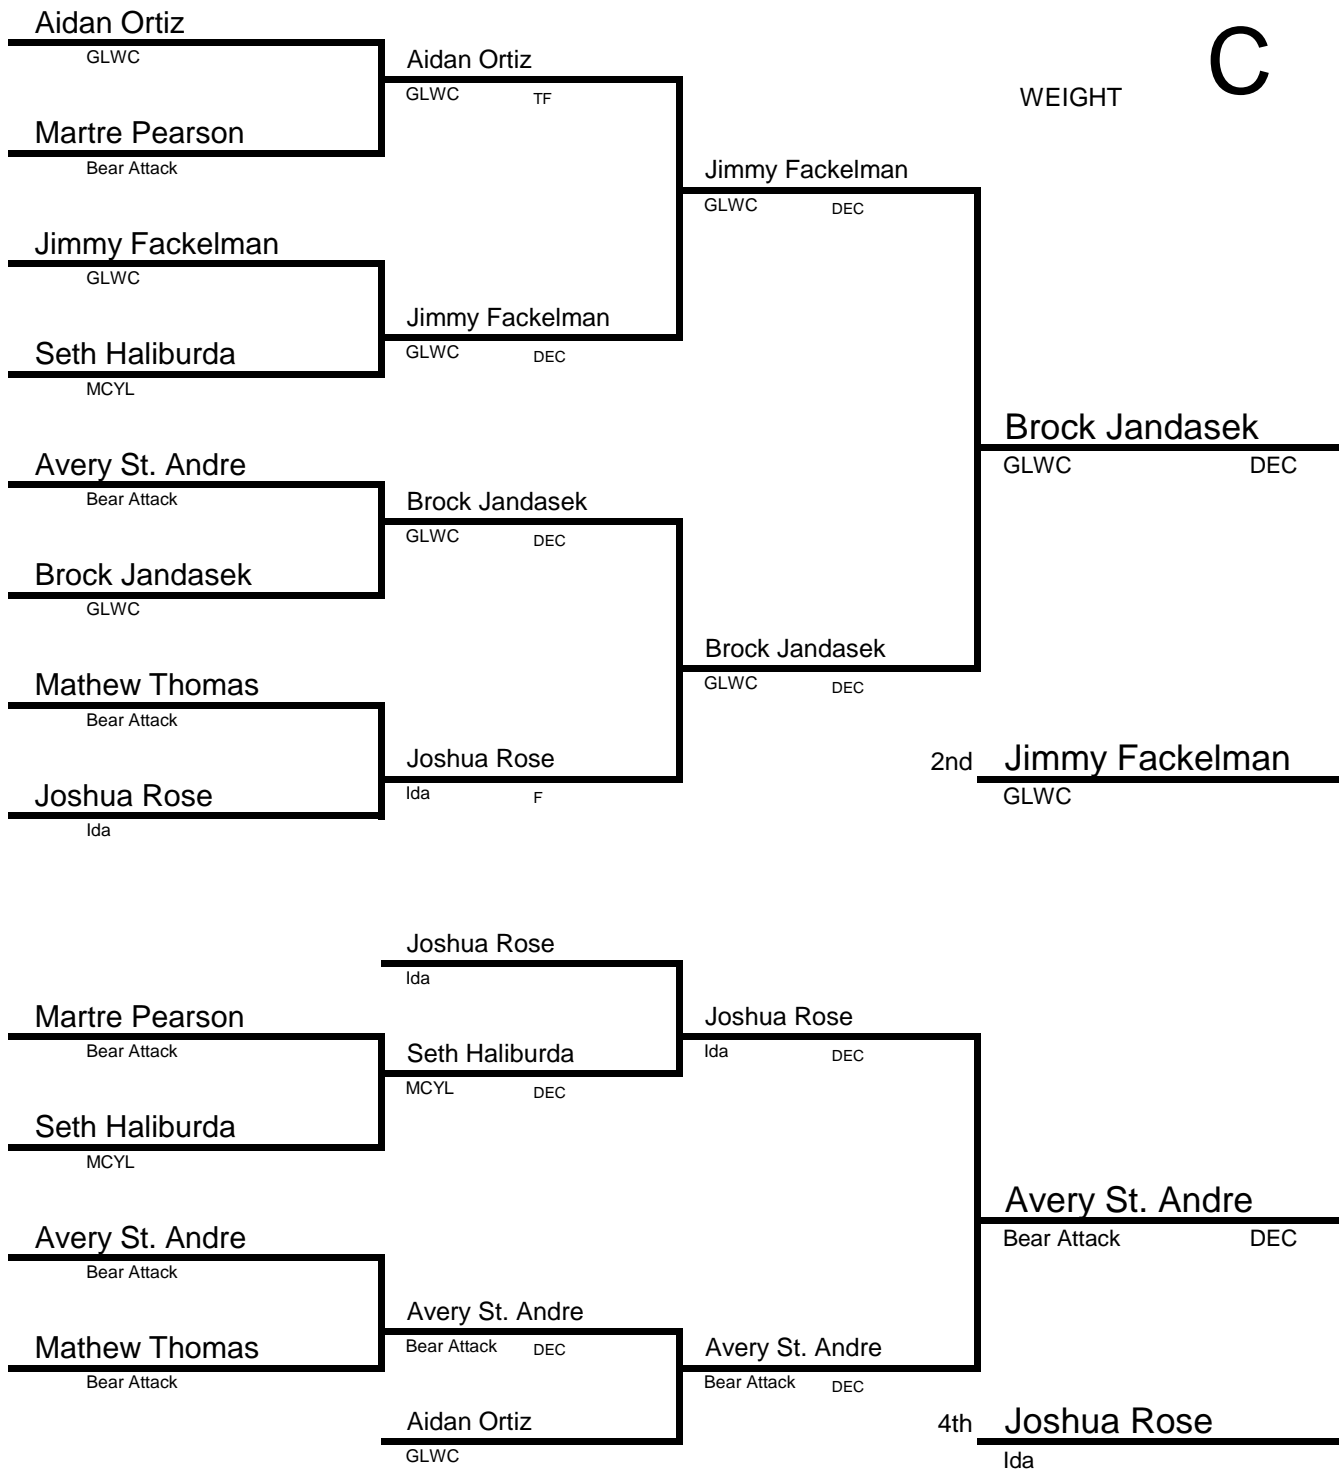 Aidan Ortiz
GLWC
Aidan Ortiz
GLWC TF
C
WEIGHT
Martre Pearson
Bear Attack
Jimmy Fackelman
GLWC DEC
Jimmy Fackelman
GLWC
Jimmy Fackelman
GLWC DEC
Seth Haliburda
MCYL
Brock Jandasek
GLWC DEC
Avery St. Andre
Bear Attack
Brock Jandasek
GLWC DEC
Brock Jandasek
GLWC
Brock Jandasek
GLWC DEC
Mathew Thomas
Bear Attack
Joshua Rose
Ida F
2nd Jimmy Fackelman
GLWC
Joshua Rose
Ida
Joshua Rose
Ida
Martre Pearson
Bear Attack
Joshua Rose
Ida DEC
Seth Haliburda
MCYL DEC
Seth Haliburda
MCYL
Avery St. Andre
Bear Attack DEC
Avery St. Andre
Bear Attack
Avery St. Andre
Bear Attack DEC
Mathew Thomas
Bear Attack
Avery St. Andre
Bear Attack DEC
Aidan Ortiz
GLWC
4th Joshua Rose
Ida